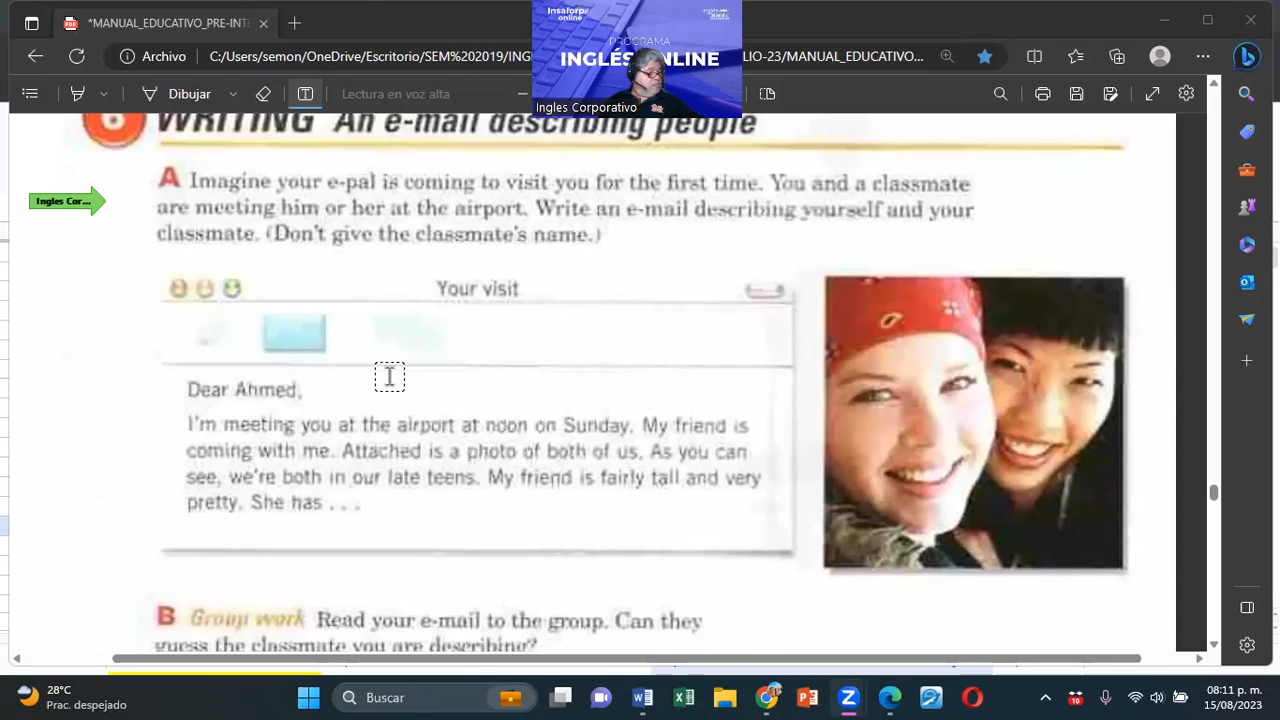 *MANUAL_EDUCATIVO_PRE-INT
Insaforp
online
PROGRAMA
INGLÉS ONLINE
Ingles Corporativo
Archivo
C:/Users/semon/OneDrive/Escritorio/SEM%202019/ING
LIO-23/MANUAL_EDUCATIVO...
Dibujar
Lectura en voz alta
6 WRITING An e-mail describing people
Ingles Cor...
A Imagine your e-pal is coming to visit you for the first time. You and a classmate
are meeting him or her at the airport. Write an e-mail describing yourself and your
classmate. (Don't give the classmate's name.)
Your visit
Dear Ahmed,
I'm meeting you at the airport at noon on Sunday. My friend is
coming with me. Attached is a photo of both of us. As you can
see, we're both in our late teens. My friend is fairly tall and very
pretty. She has . . .
B Group work Read your e-mail to the group. Can they
guess the classmate you are describing?
28°C
Prac. despejado
Buscar
10
08:11 p. m.
15/08/2023